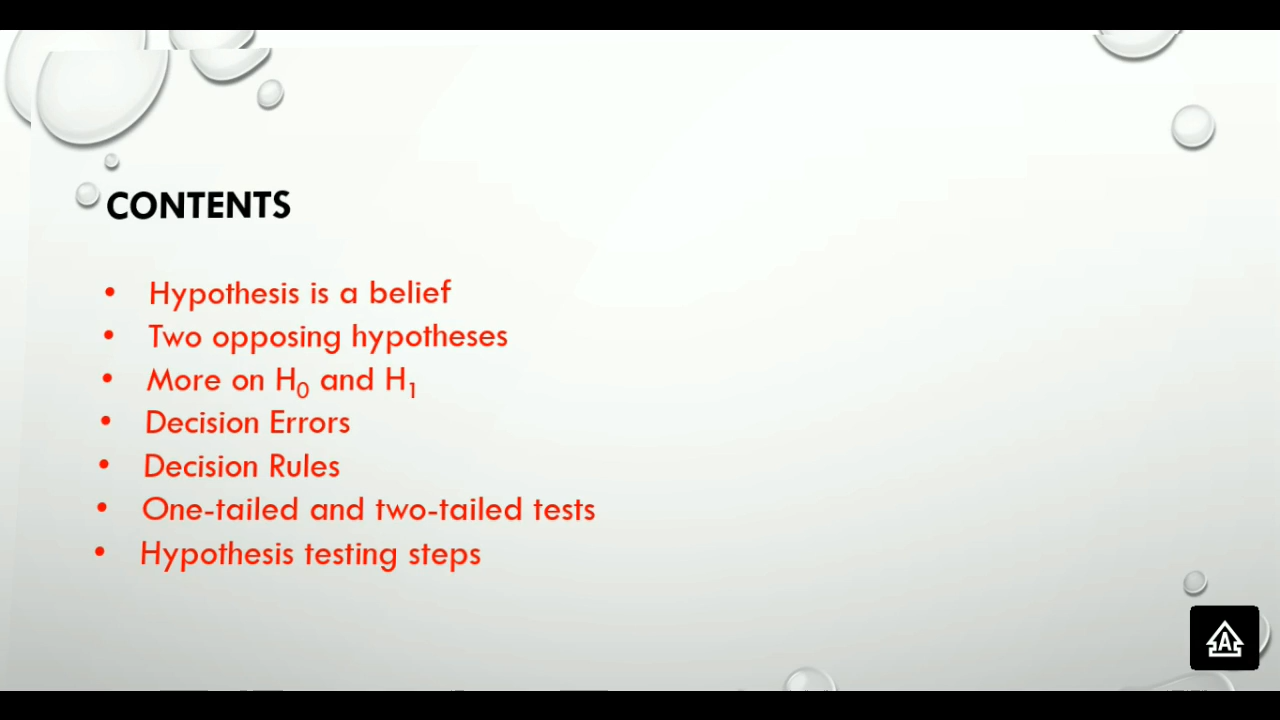 CONTENTS
• Hypothesis is a belief
• Two opposing hypotheses
• More on H₀ and H₁
• Decision Errors
• Decision Rules
• One-tailed and two-tailed tests
• Hypothesis testing steps
A